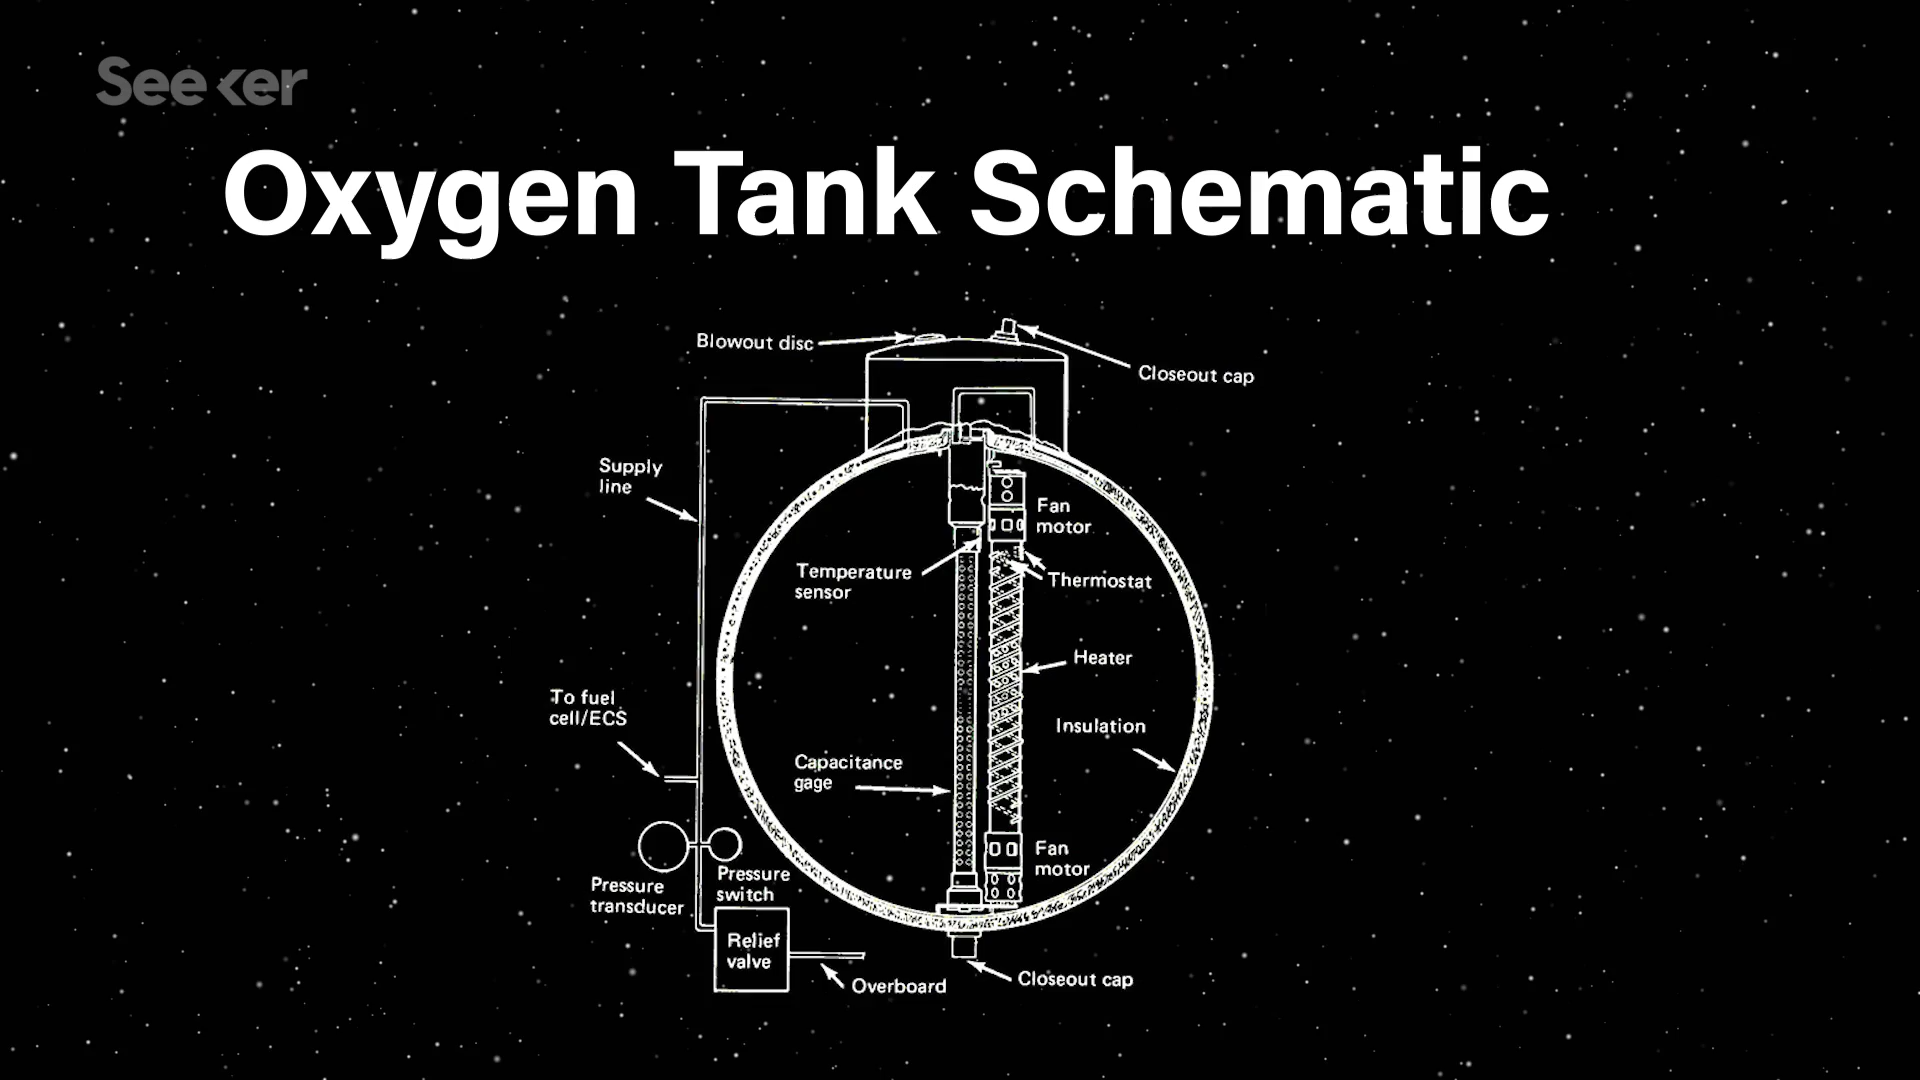 Seeker
Oxygen Tank Schematic
Blowout disc
Closeout cap
Supply
line
Fan
motor
Temperature
sensor
Thermostat
Heater
To fuel
cell/ECS
Insulation
Capacitance
gage
Fan
motor
Pressure
switch
Pressure
transducer
Relief
valve
Overboard
Closeout cap